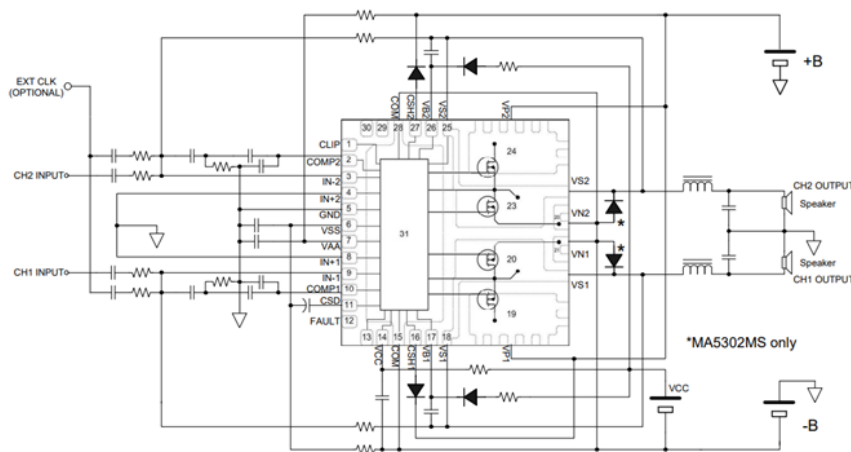 +B
EXT CLK
(OPTIONAL)
COM
CSH2
VB2
VS2
VP2
30
29
28
27
26
25
CLIP
1
COMP2
2
24
CH2 INPUT
3
IN-2
VS2
CH2 OUTPUT
4
IN+2
23
Speaker
5
GND
VN2
*
6
VSS
31
7
VAA
20
*
VN1
8
IN+1
Speaker
CH1 INPUT
9
IN-1
VS1
CH1 OUTPUT
10
COMP1
19
11
CSD
12
FAULT
13
14
15
16
17
18
*MA5302MS only
VCC
COM
CSH1
VB1
VS1
VP1
VCC
-B